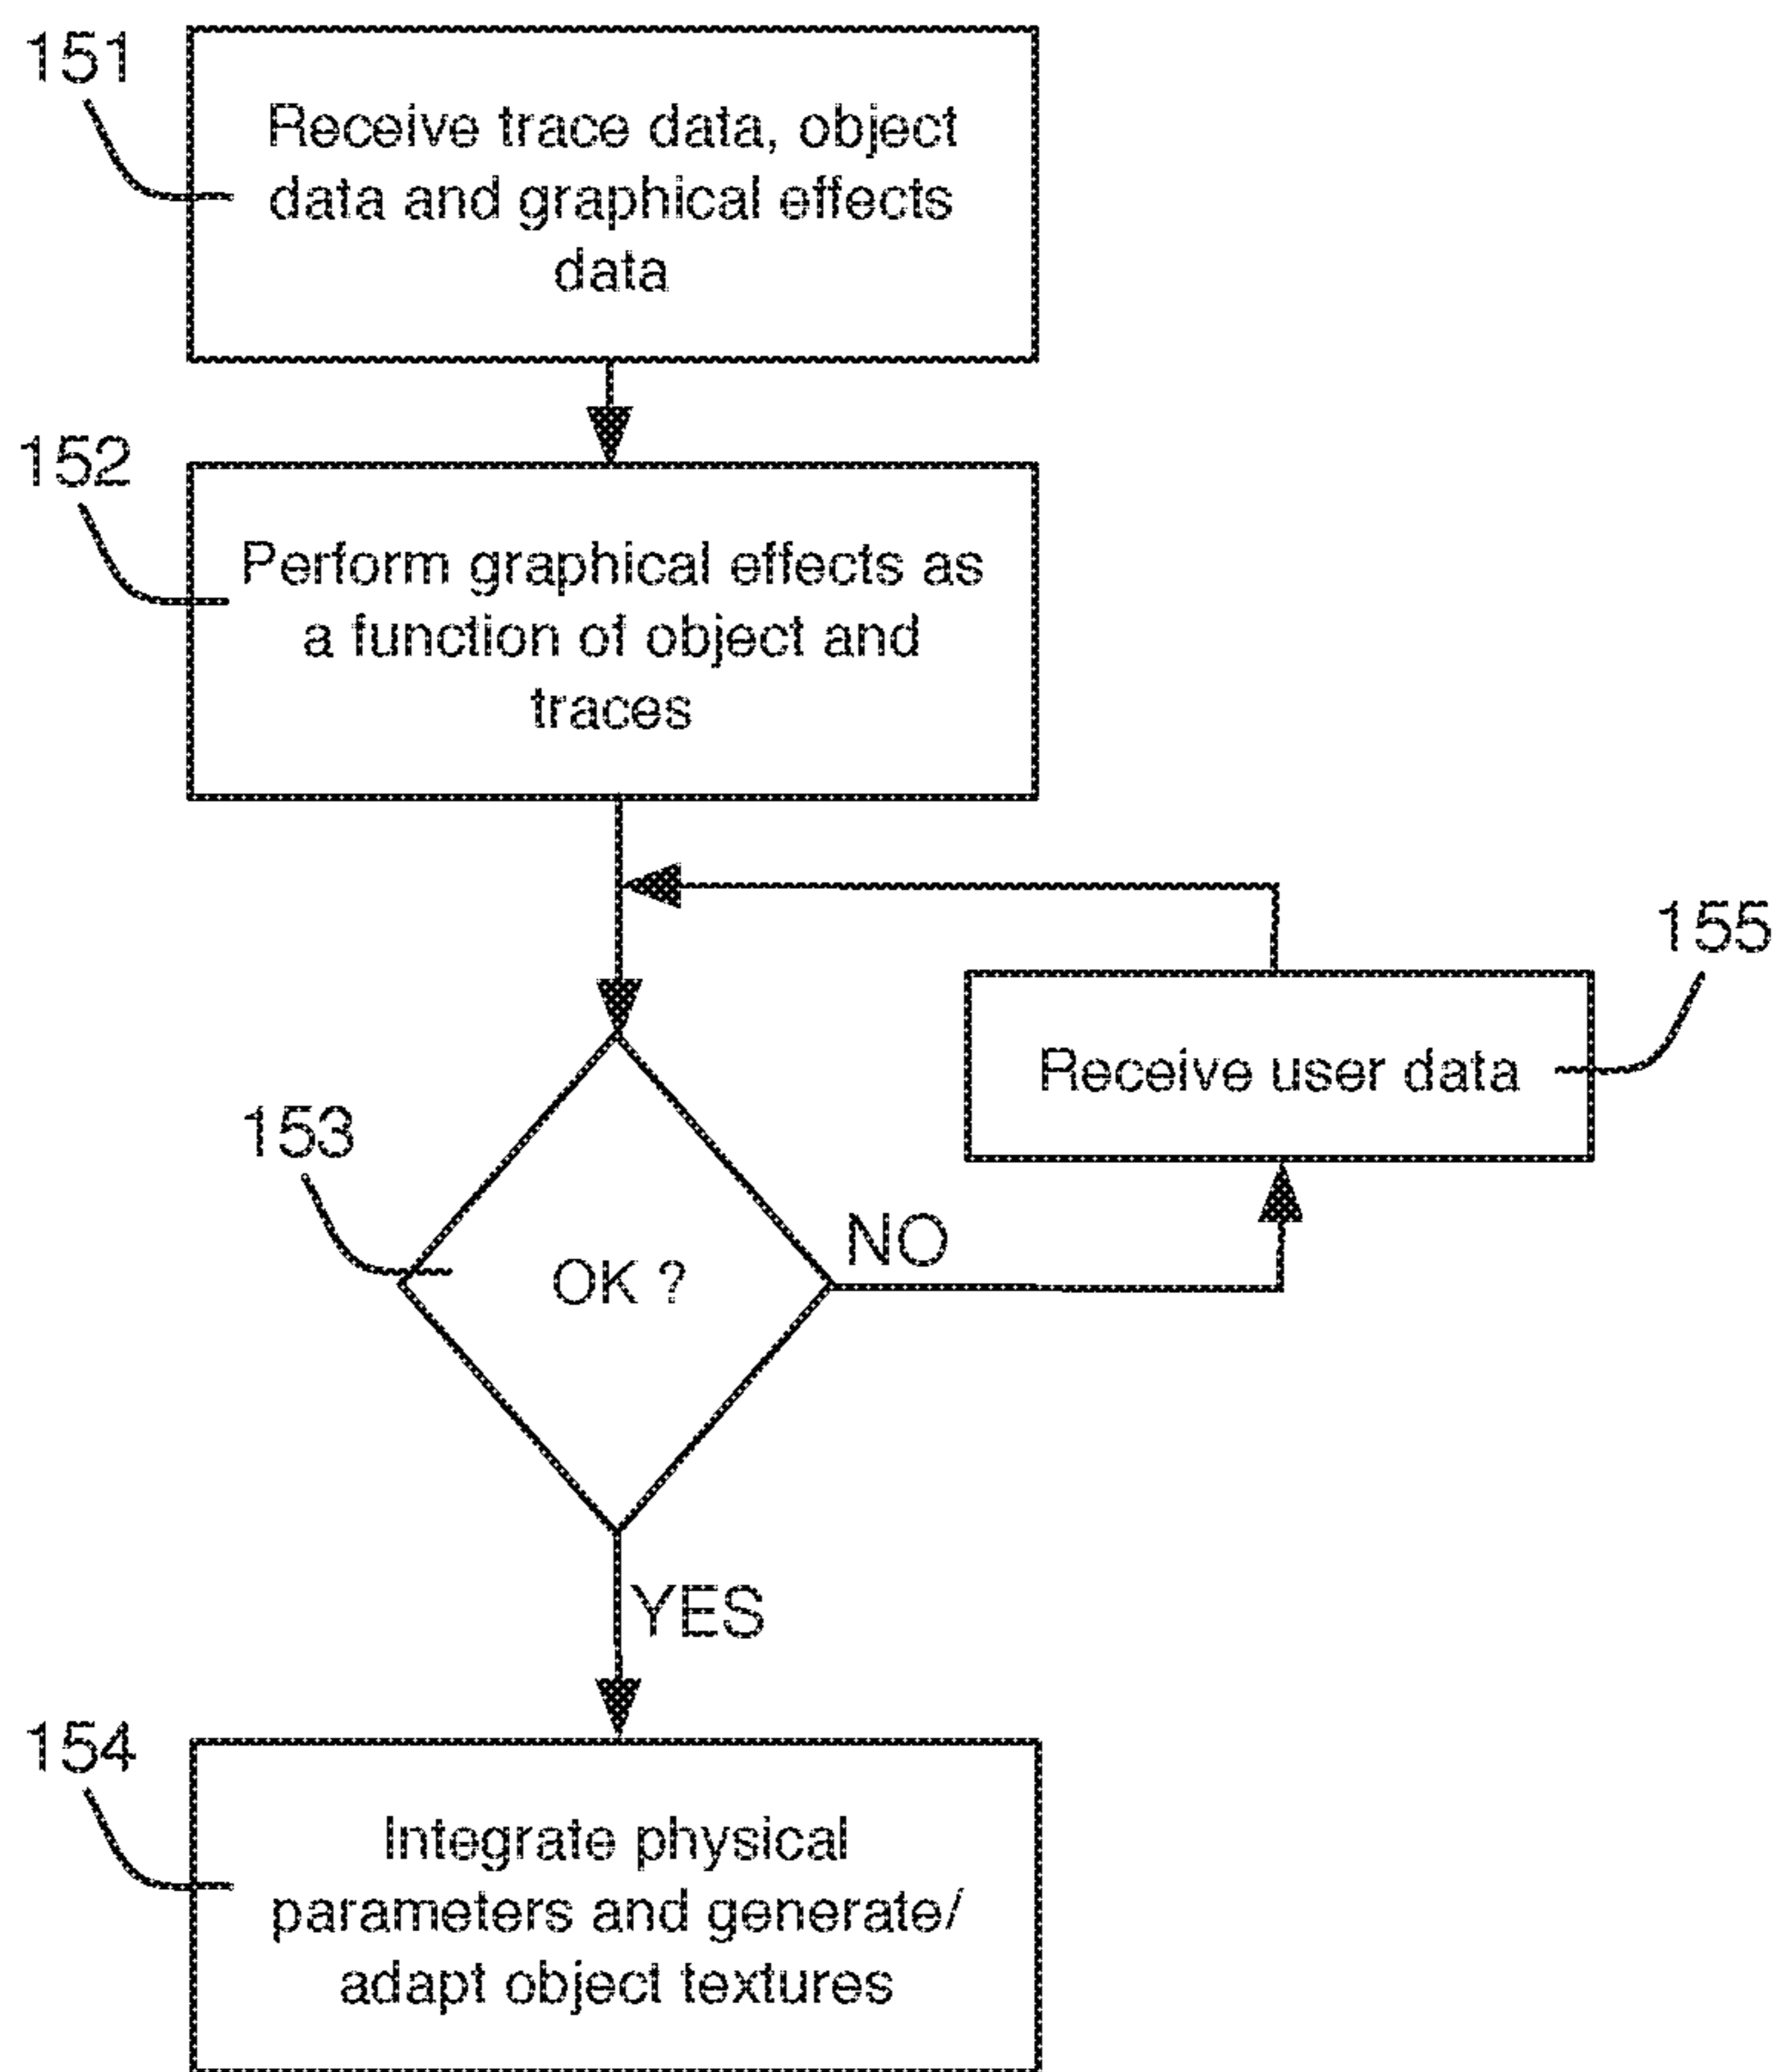 151
Receive trace data, object
data and graphical effects
data
152
Perform graphical effects as
a function of object and
traces
155
Receive user data
153
OK ?
NO
YES
154
Integrate physical
parameters and generate/
adapt object textures